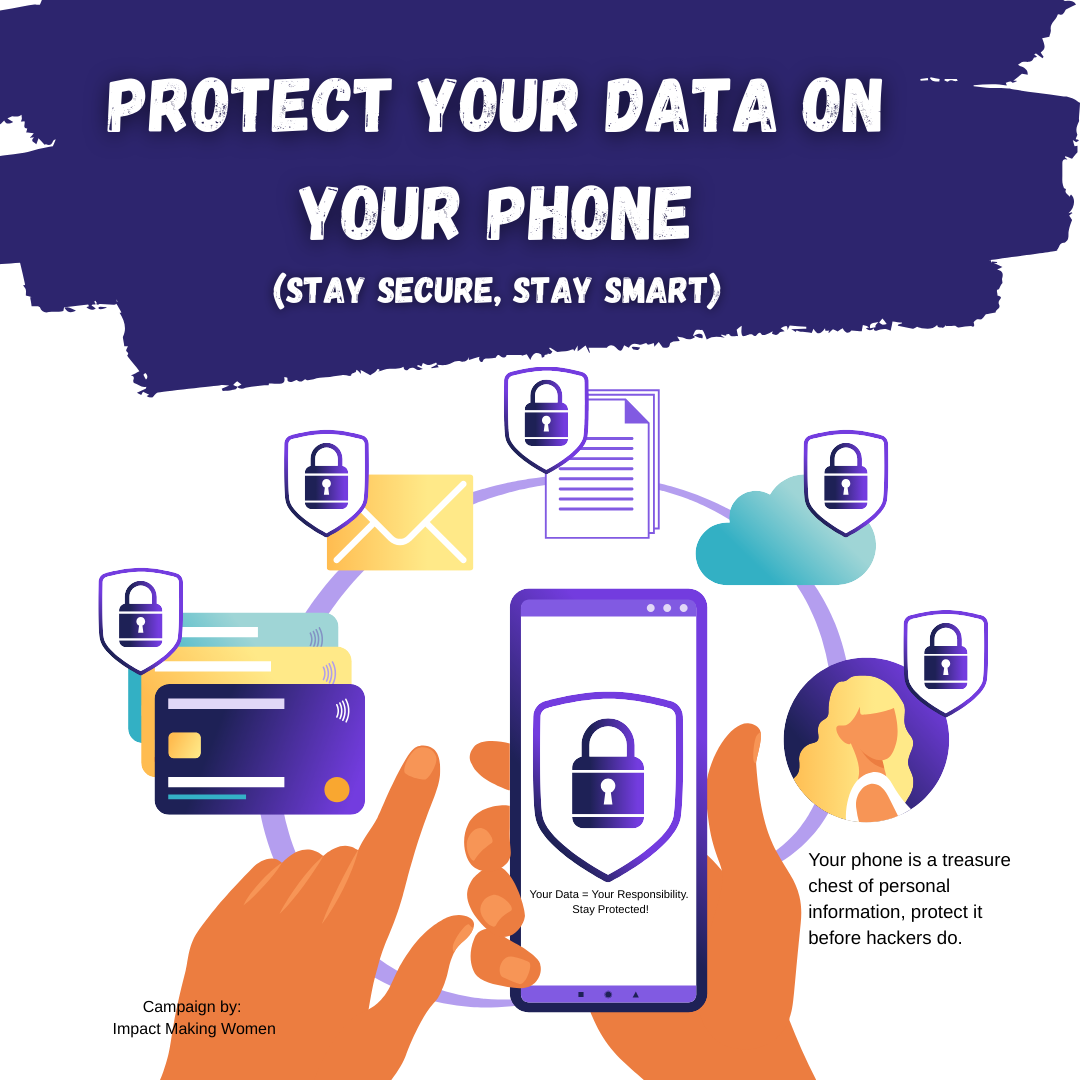 PROTECT YOUR DATA ON
YOUR PHONE
(STAY SECURE, STAY SMART)
Your Data = Your Responsibility.
Stay Protected!
Your phone is a treasure
chest of personal
information, protect it
before hackers do.
Campaign by:
Impact Making Women